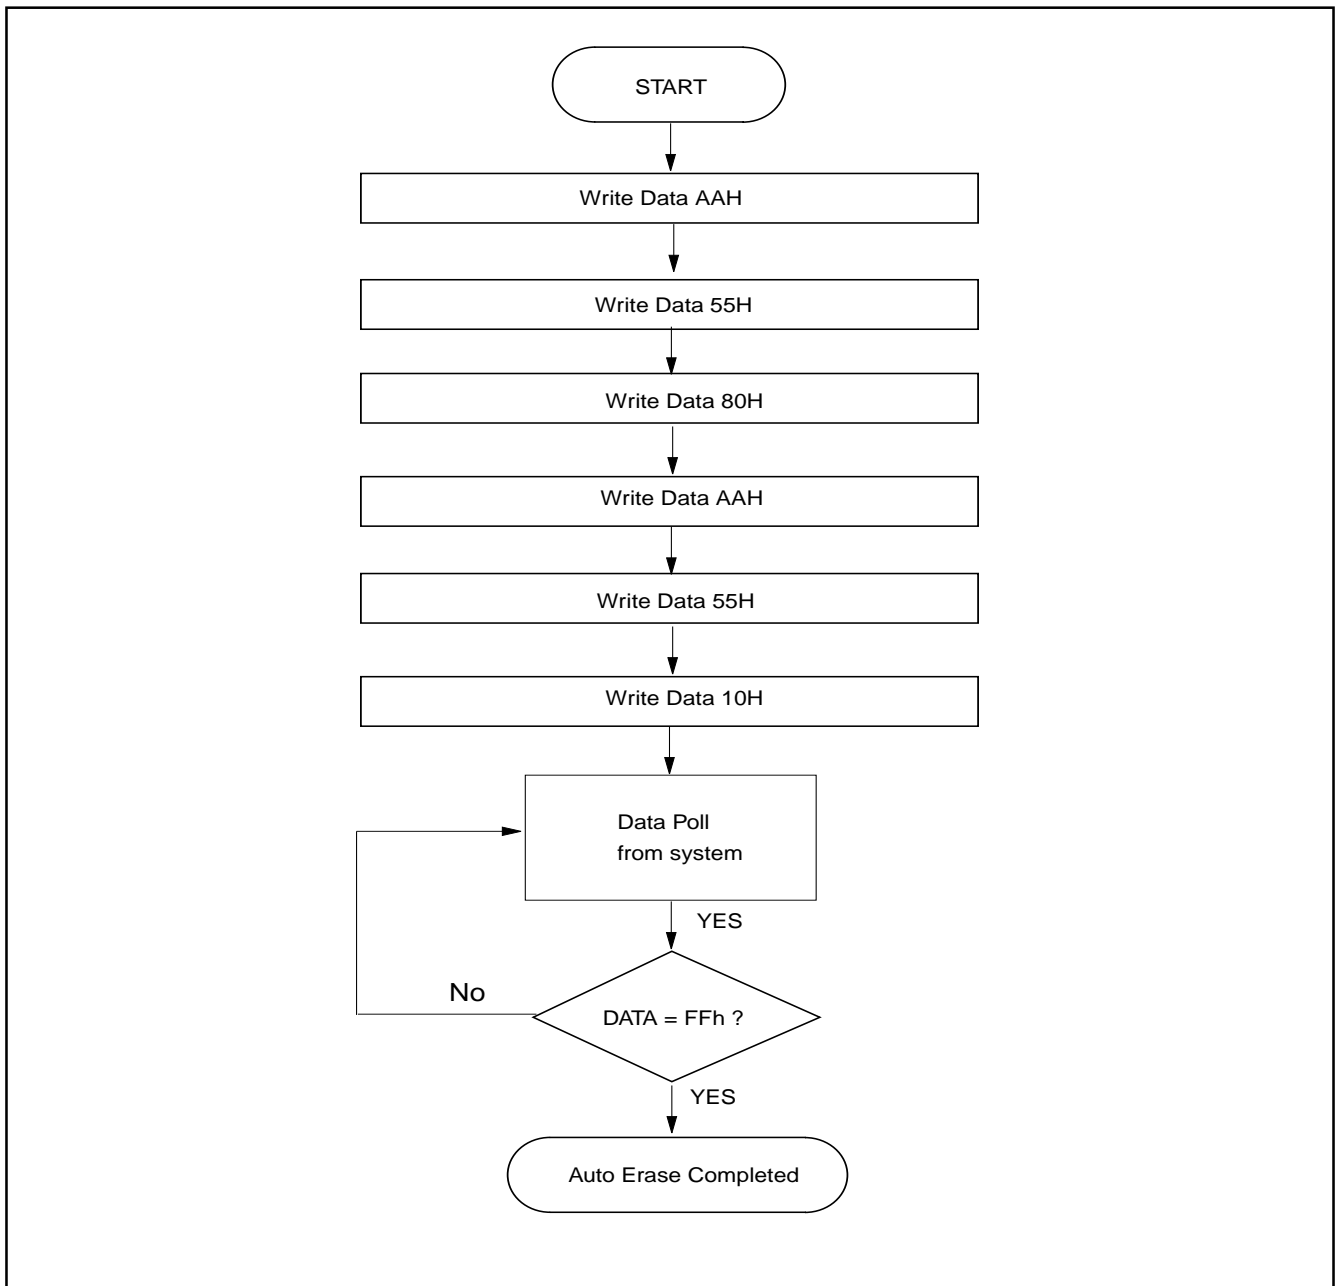 START
Write Data AAH
Write Data 55H
Write Data 80H
Write Data AAH
Write Data 55H
Write Data 10H
Data Poll
from system
YES
No
DATA = FFh ?
YES
Auto Erase Completed